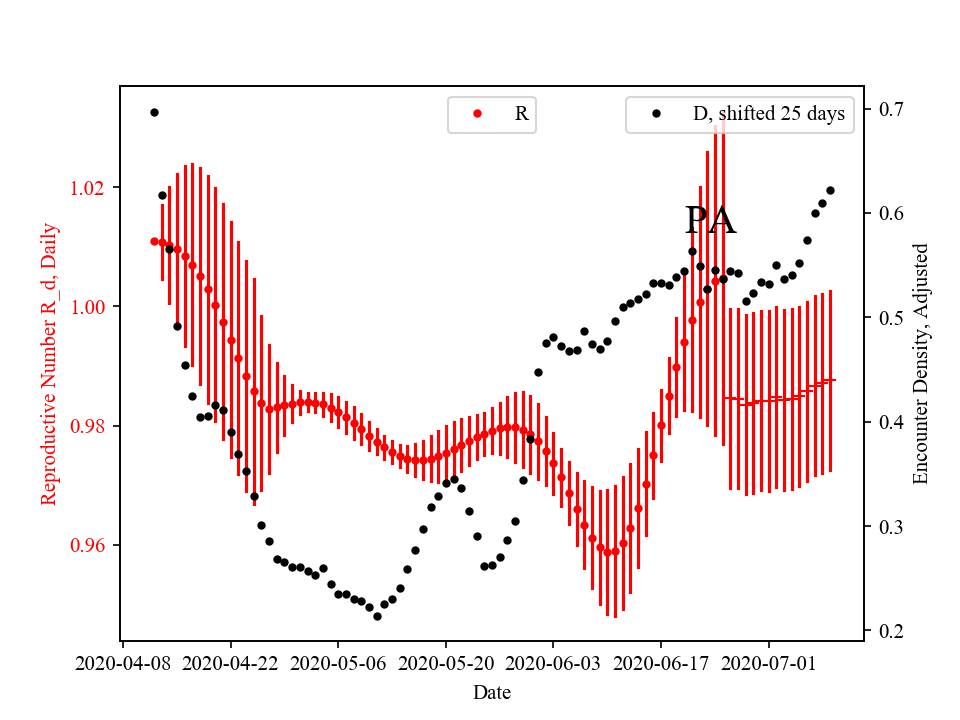 R
D, shifted 25 days
PA
Reproductive Number R_d, Daily
1.02
1.00
0.98
0.96
0.7
0.6
0.5
0.4
0.3
0.2
Encounter Density, Adjusted
2020-04-08 2020-04-22 2020-05-06 2020-05-20 2020-06-03 2020-06-17 2020-07-01
Date